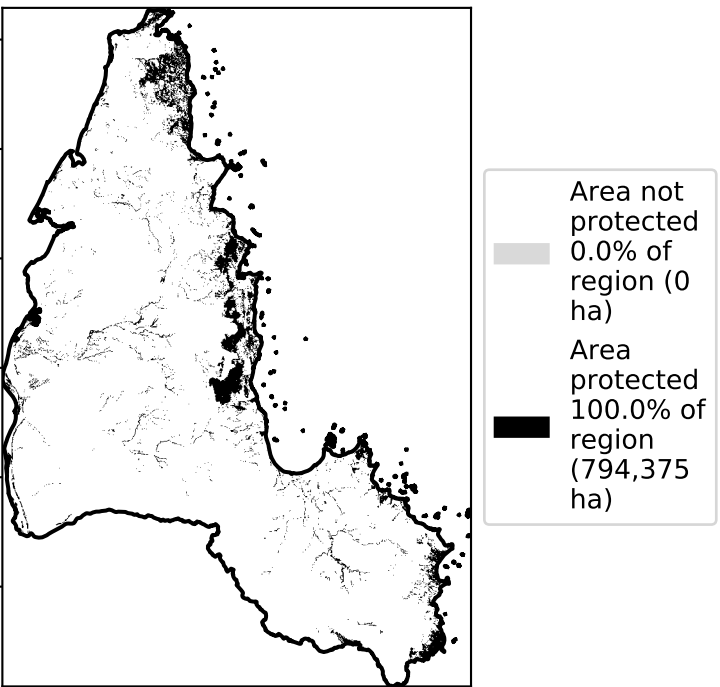 Area not
protected
0.0% of
region (0
ha)
Area
protected
100.0% of
region
(794,375
ha)